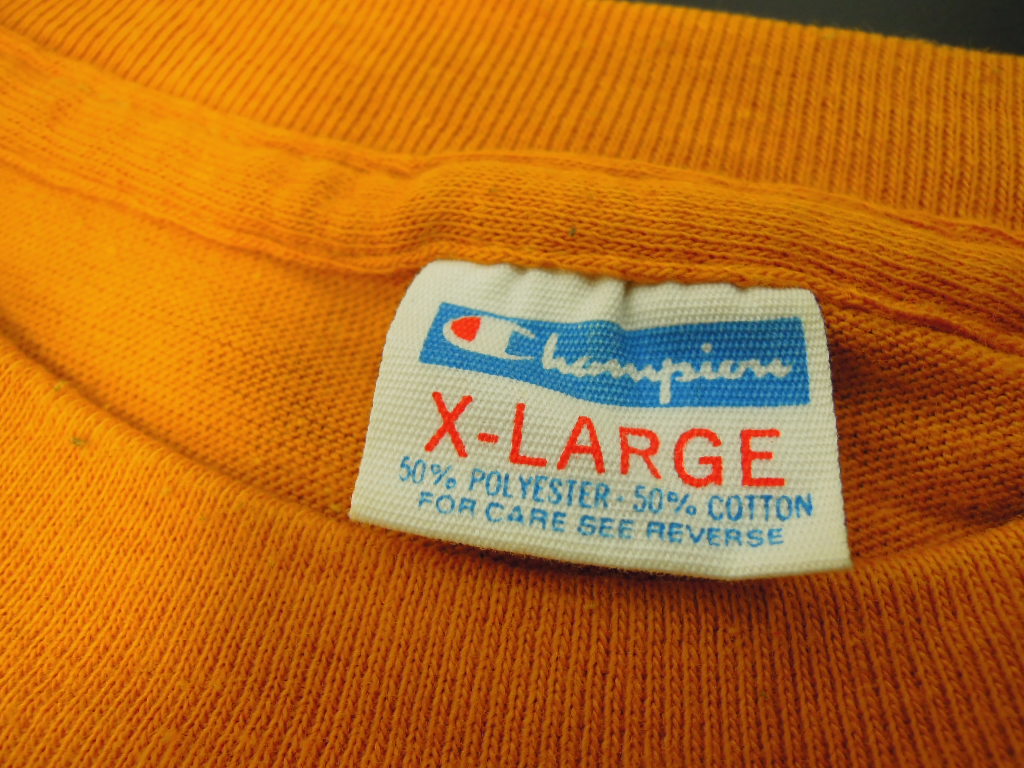 Champion
X-LARGE
50% POLYESTER - 50% COTTON
FOR CARE SEE REVERSE